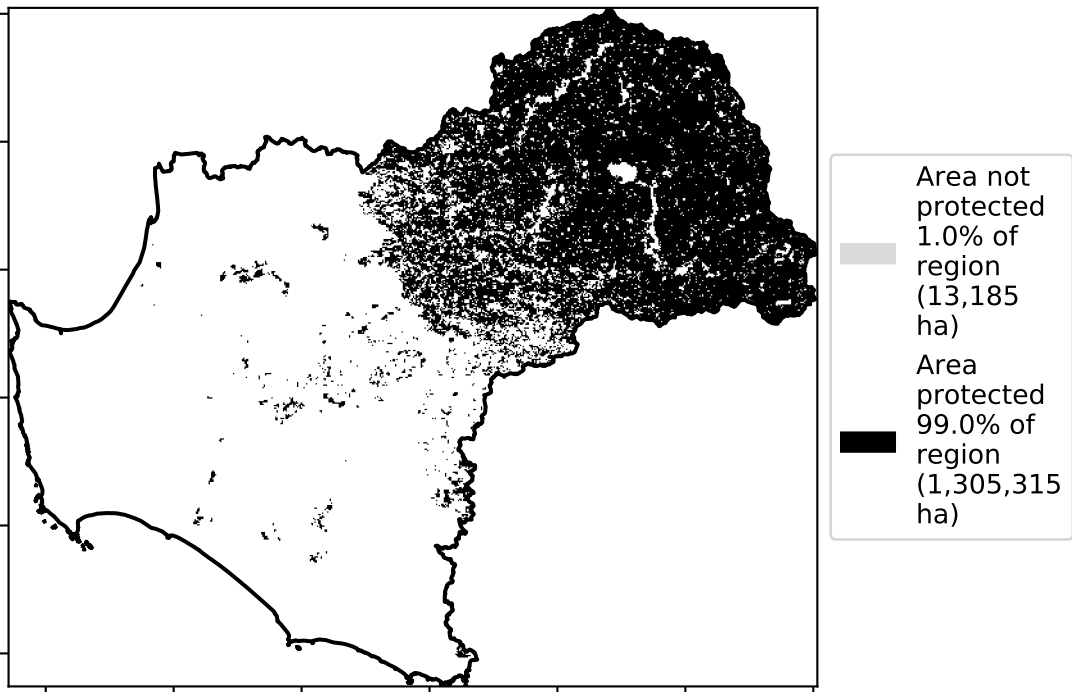 Area not
protected
1.0% of
region
(13,185
ha)
Area
protected
99.0% of
region
(1,305,315
ha)